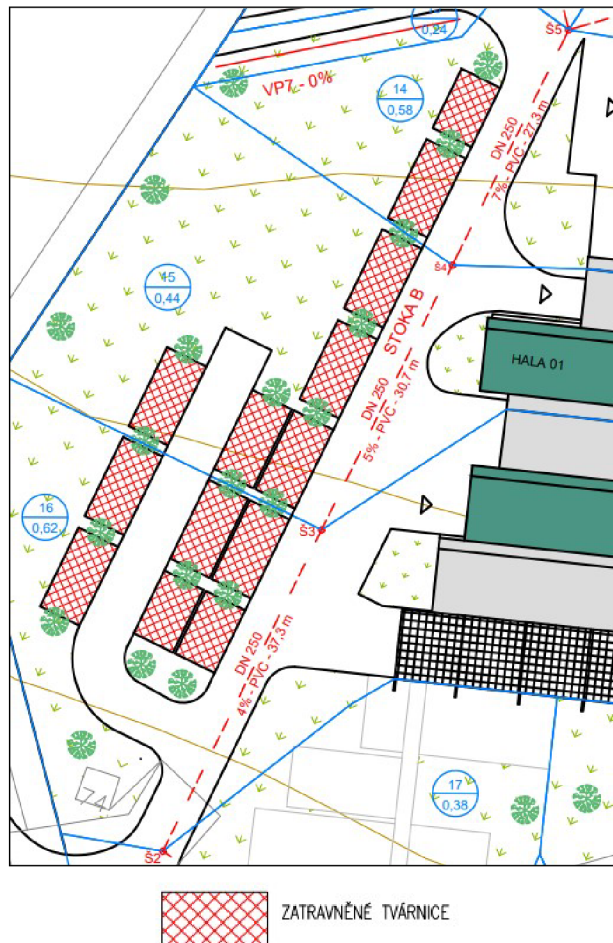 0,24
Š5
VP7 - 0%
14
0,58
DN 250
7% - PVC - 27,3 m
Š4
15
0,44
STOKA B
HALA 01
DN 250
5% - PVC - 30,7 m
16
0,62
Š3
DN 250
4% - PVC - 37,3 m
17
0,38
74
Š2
ZATRAVNĚNÉ TVÁRNICE